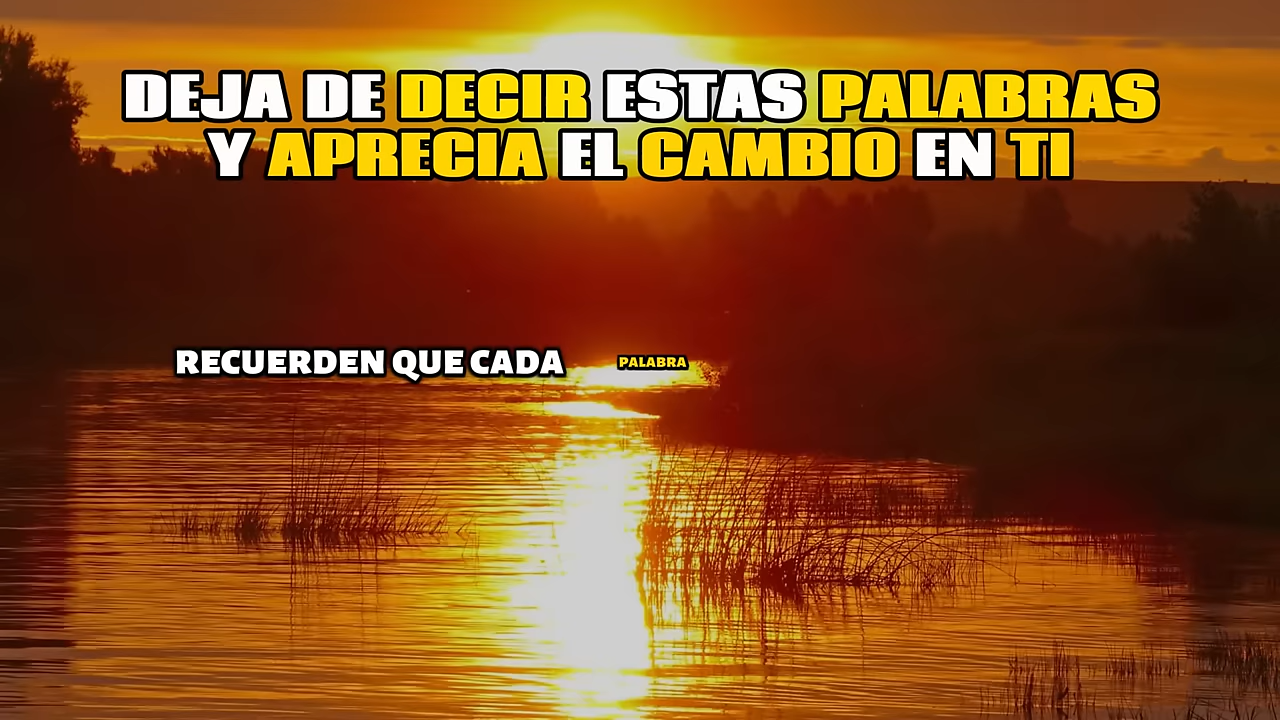 DEJA DE DECIR ESTAS PALABRAS
Y APRECIA EL CAMBIO EN TI
RECUERDEN QUE CADA PALABRA